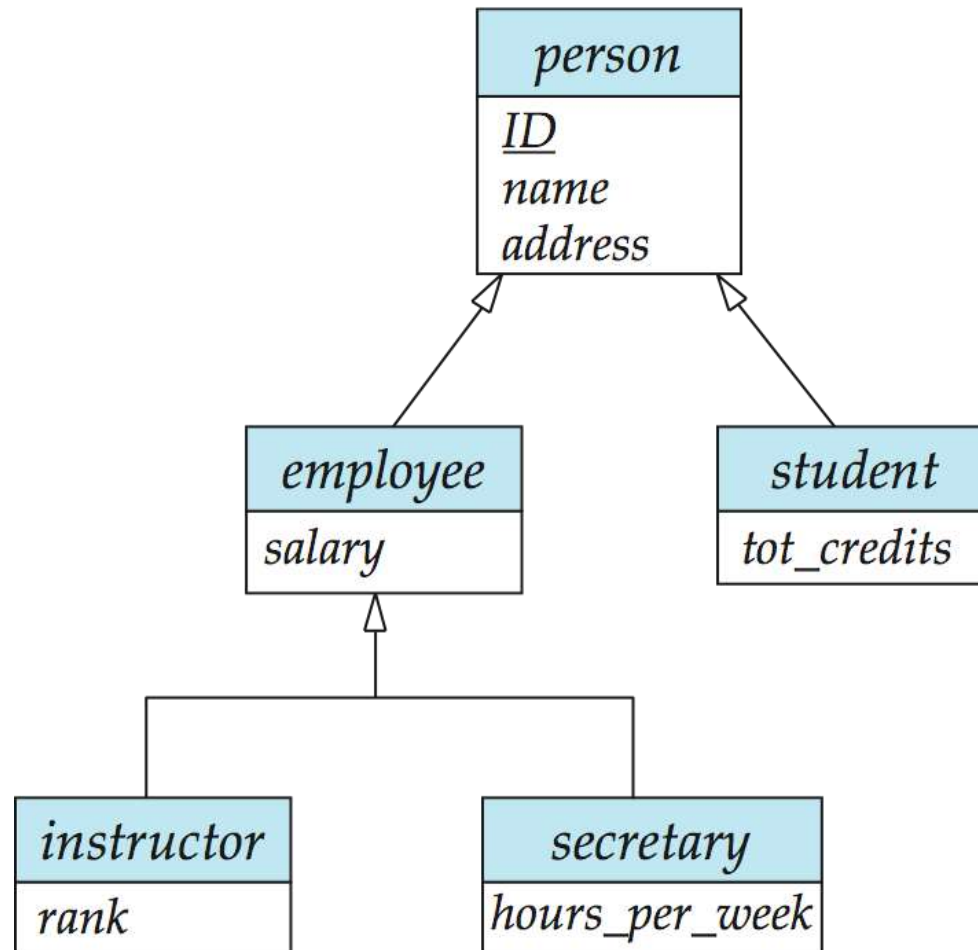 person
ID
name
address
employee
salary
student
tot_credits
instructor
rank
secretary
hours_per_week